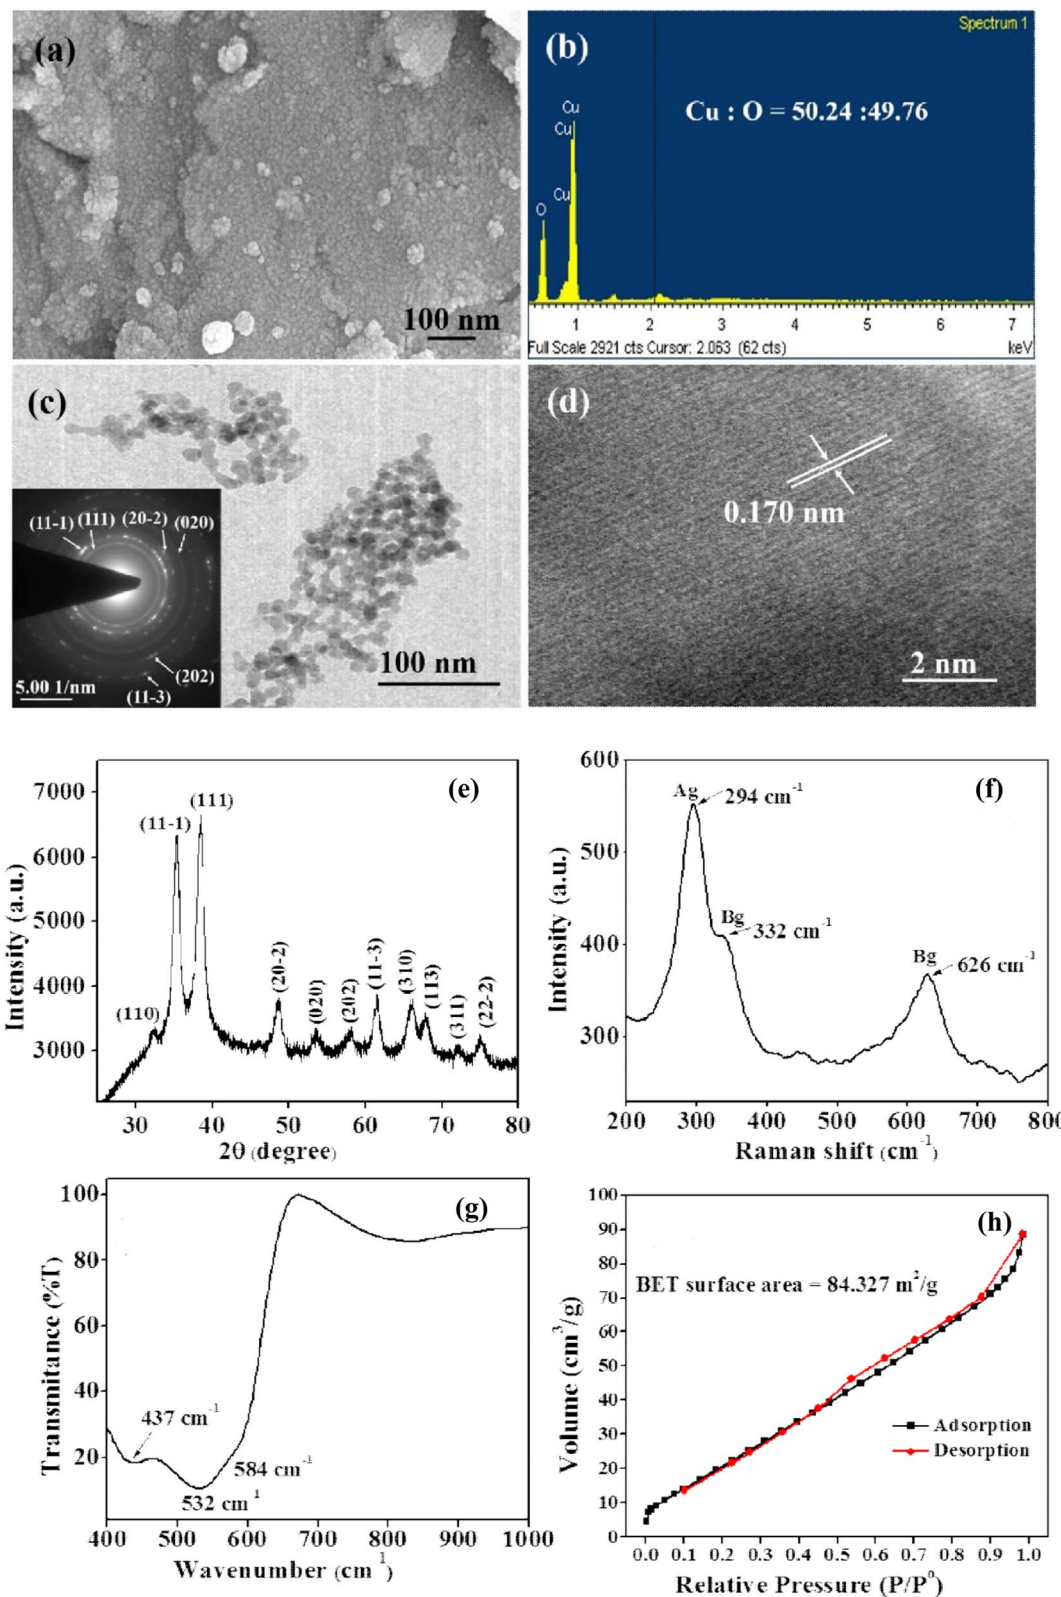 (a)
100 nm
(b)
Spectrum 1
Cu
Cu
Cu : O = 50.24 :49.76
Cu
O
1 2 3 4 5 6 7
Full Scale 2921 cts Cursor: 2.063 (62 cts) keV
(c)
(11-1) (111) (20-2) (020)
(202)
(11-3)
5.00 1/nm
100 nm
(d)
0.170 nm
2 nm
(e)
Intensity (a.u.)
7000
6000
5000
4000
3000
(110)
(11-1)
(111)
(20-2)
(020)
(202)
(11-3)
(310)
(113)
(311)
(22-2)
30 40 50 60 70 80
2θ (degree)
(f)
Intensity (a.u.)
600
500
400
300
Ag
294 cm⁻¹
Bg
332 cm⁻¹
Bg
626 cm⁻¹
200 300 400 500 600 700 800
Raman shift (cm⁻¹)
(g)
Transmitance (%T)
100
80
60
40
20
437 cm⁻¹
584 cm⁻¹
532 cm⁻¹
400 500 600 700 800 900 1000
Wavenumber (cm⁻¹)
(h)
Volume (cm³/g)
100
90
80
70
60
50
40
30
20
10
0
BET surface area = 84.327 m²/g
Adsorption
Desorption
0.0 0.1 0.2 0.3 0.4 0.5 0.6 0.7 0.8 0.9 1.0
Relative Pressure (P/P⁰)